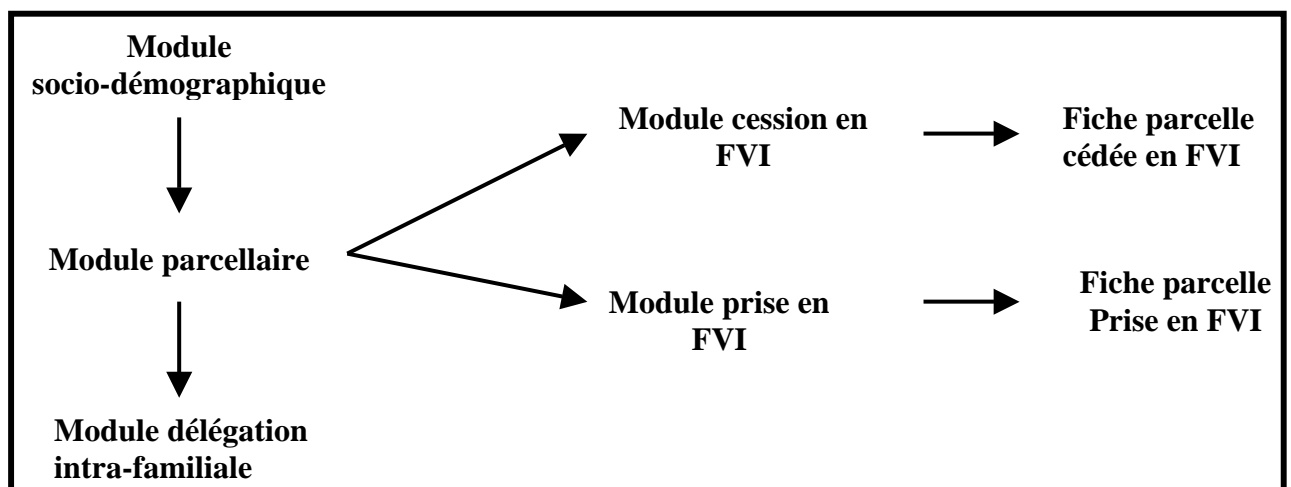 Module
socio-démographique
Module cession en
FVI
Fiche parcelle
cédée en FVI
Module parcellaire
Module prise en
FVI
Fiche parcelle
Prise en FVI
Module délégation
intra-familiale